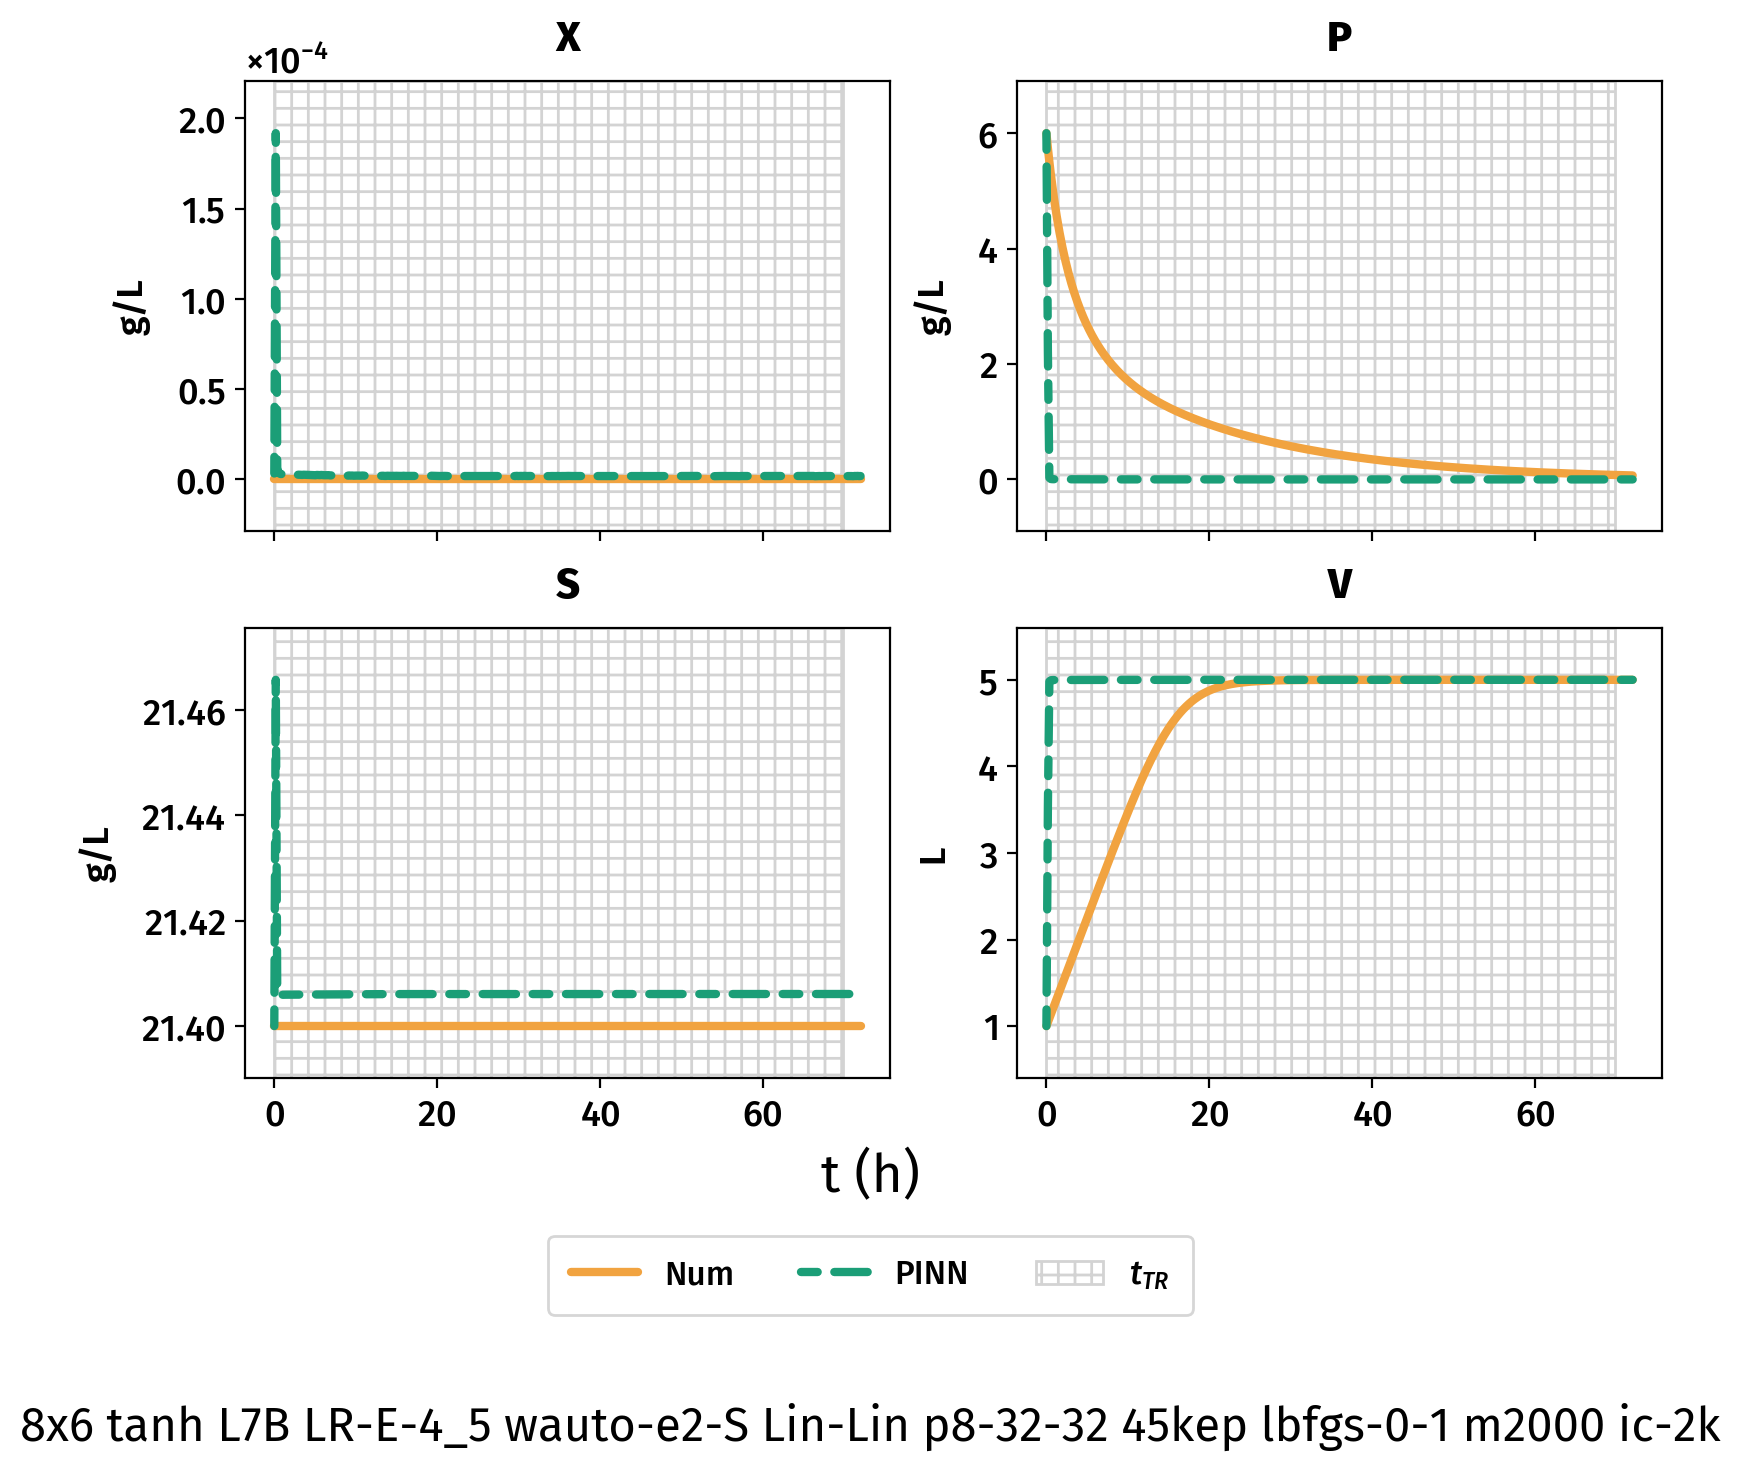 X
×10⁻⁴
2.0
1.5
1.0
0.5
0.0
g/L
P
6
4
2
0
g/L
S
21.46
21.44
21.42
21.40
g/L
0 20 40 60
V
5
4
3
2
1
L
0 20 40 60
t (h)
Num PINN t_TR
8x6 tanh L7B LR-E-4_5 wauto-e2-S Lin-Lin p8-32-32 45kep lbfgs-0-1 m2000 ic-2k